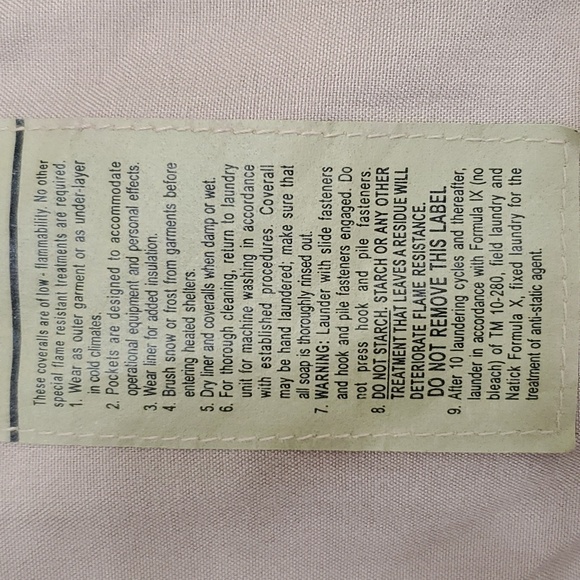 These coveralls are of low - flammability. No other
special flame resistant treatments are required.
1. Wear as outer garment or as under-layer
in cold climates.
2. Pockets are designed to accommodate
operational equipment and personal effects.
3. Wear liner for added insulation.
4. Brush snow or frost from garments before
entering heated shelters.
5. Dry liner and coveralls when damp or wet.
6. For thorough cleaning, return to laundry
unit for machine washing in accordance
with established procedures. Coverall
may be hand laundered; make sure that
all soap is thoroughly rinsed out.
7. WARNING: Launder with slide fasteners
and hook and pile fasteners engaged. Do
not press hook and pile fasteners.
8. DO NOT STARCH. STARCH OR ANY OTHER
TREATMENT THAT LEAVES A RESIDUE WILL
DETERIORATE FLAME RESISTANCE.
DO NOT REMOVE THIS LABEL
9. After 10 laundering cycles and thereafter,
launder in accordance with Formula IX (no
bleach) of TM 10-280, field laundry and
Natick Formula X, fixed laundry for the
treatment of anti-static agent.